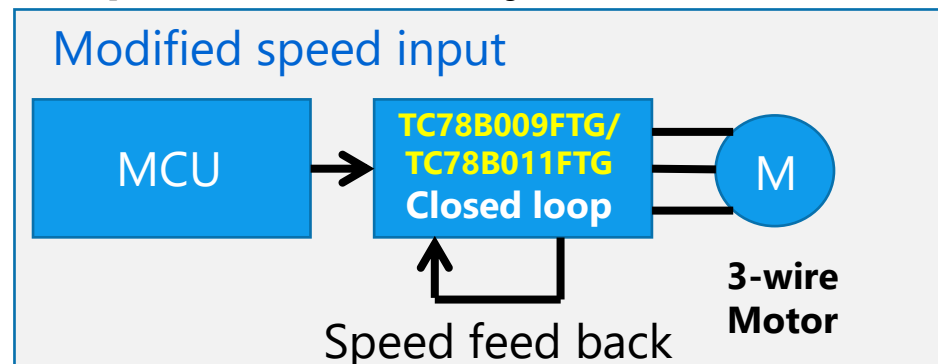 Modified speed input
MCU
TC78B009FTG/
TC78B011FTG
Closed loop
M
3-wire
Motor
Speed feed back